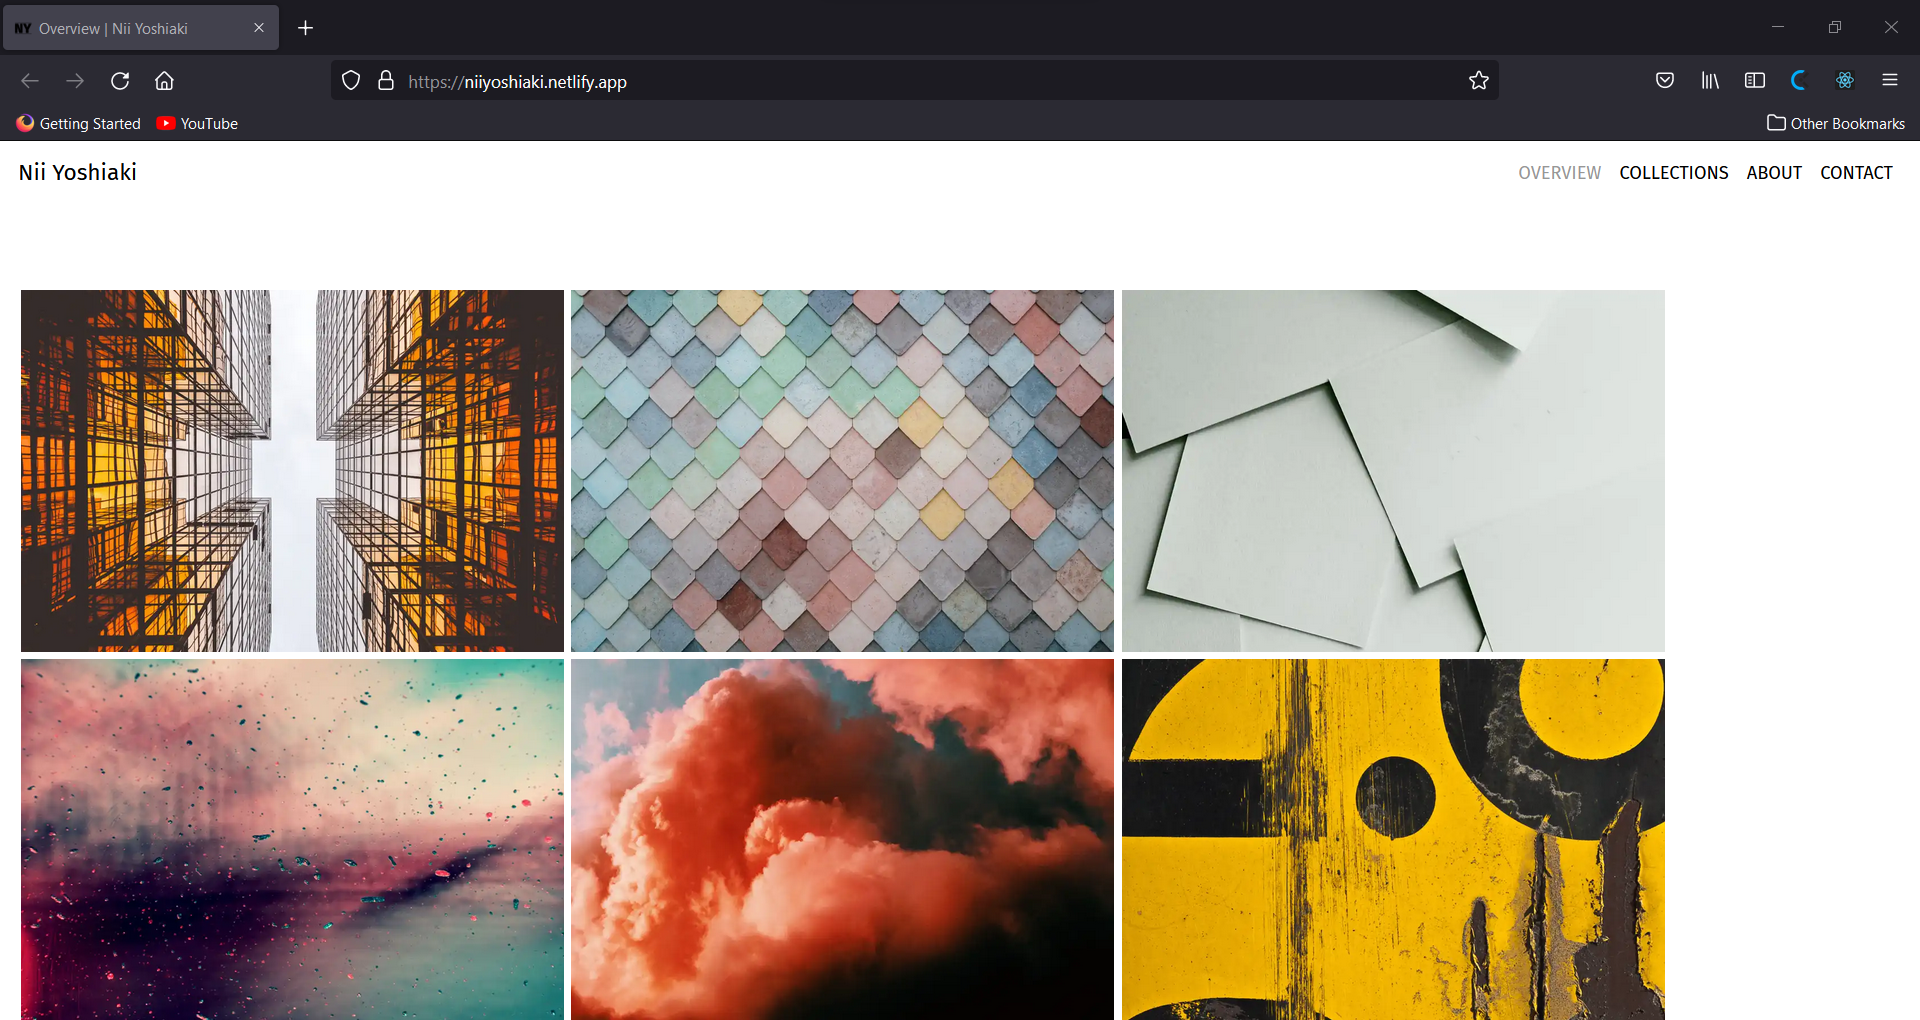 NY Overview | Nii Yoshiaki
https://niiyoshiaki.netlify.app
Getting Started YouTube Other Bookmarks
Nii Yoshiaki OVERVIEW COLLECTIONS ABOUT CONTACT